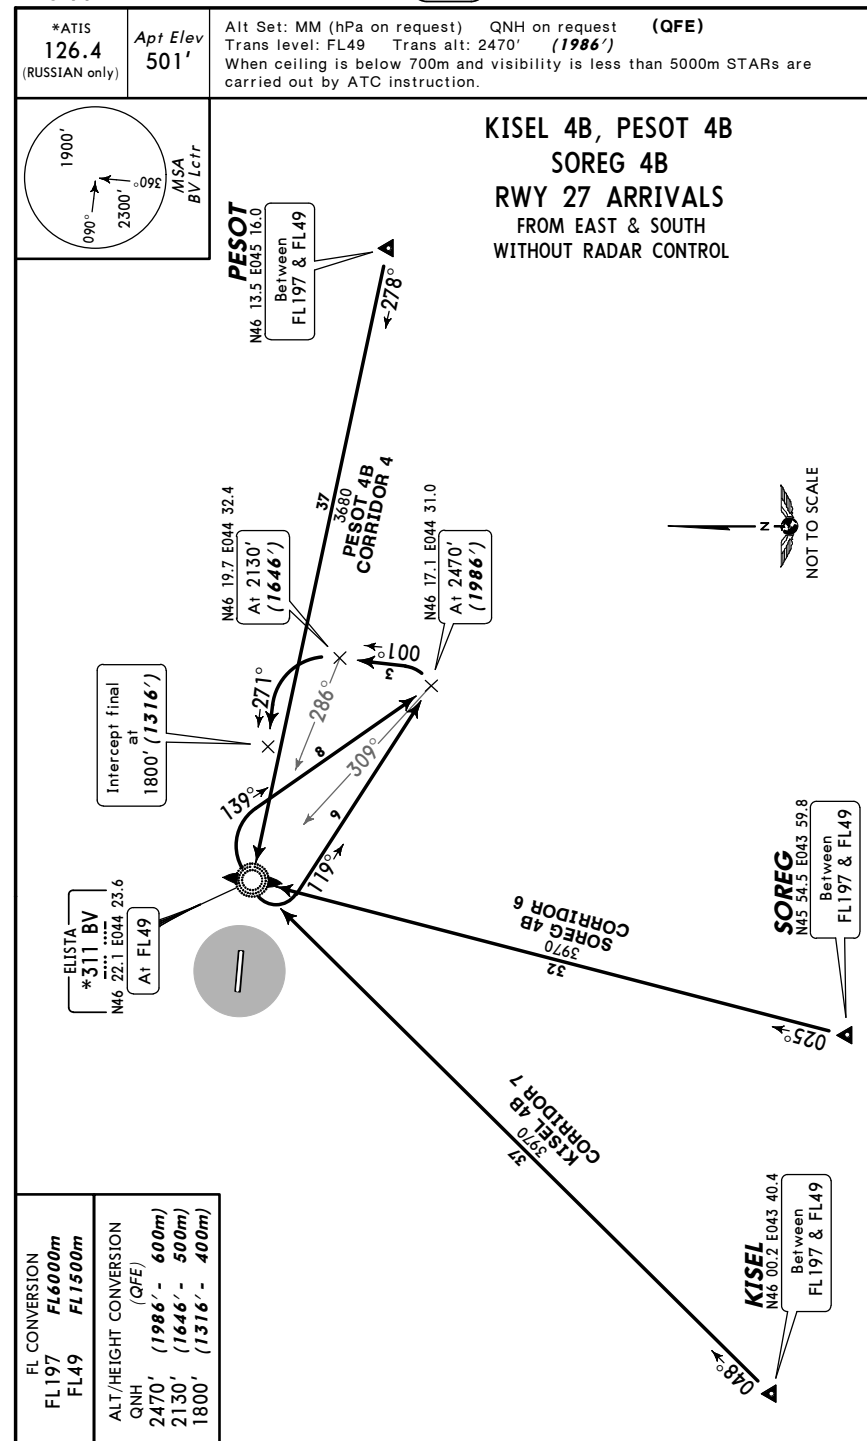 *ATIS
126.4
(RUSSIAN only)
Apt Elev
501'
Alt Set: MM (hPa on request) QNH on request (QFE)
Trans level: FL49 Trans alt: 2470' (1986')
When ceiling is below 700m and visibility is less than 5000m STARs are
carried out by ATC instruction.
1900'
2300'
090°
360°
MSA
BV Lctr
KISEL 4B, PESOT 4B
SOREG 4B
RWY 27 ARRIVALS
FROM EAST & SOUTH
WITHOUT RADAR CONTROL
PESOT
N46 13.5 E045 16.0
Between
FL197 & FL49
278°
37
3680
PESOT 4B
CORRIDOR 4
N46 19.7 E044 32.4
At 2130'
(1646')
N46 17.1 E044 31.0
At 2470'
(1986')
001°
3
271°
286°
309°
Intercept final
at
1800' (1316')
139°
8
119°
9
ELISTA
*311 BV
N46 22.1 E044 23.6
At FL49
N
NOT TO SCALE
SOREG
N45 54.5 E043 59.8
Between
FL197 & FL49
025°
32
3970
SOREG 4B
CORRIDOR 6
KISEL
N46 00.2 E043 40.4
Between
FL197 & FL49
048°
37
3970
KISEL 4B
CORRIDOR 7
FL CONVERSION
FL197 FL6000m
FL49 FL1500m
ALT/HEIGHT CONVERSION
QNH (QFE)
2470' (1986' - 600m)
2130' (1646' - 500m)
1800' (1316' - 400m)